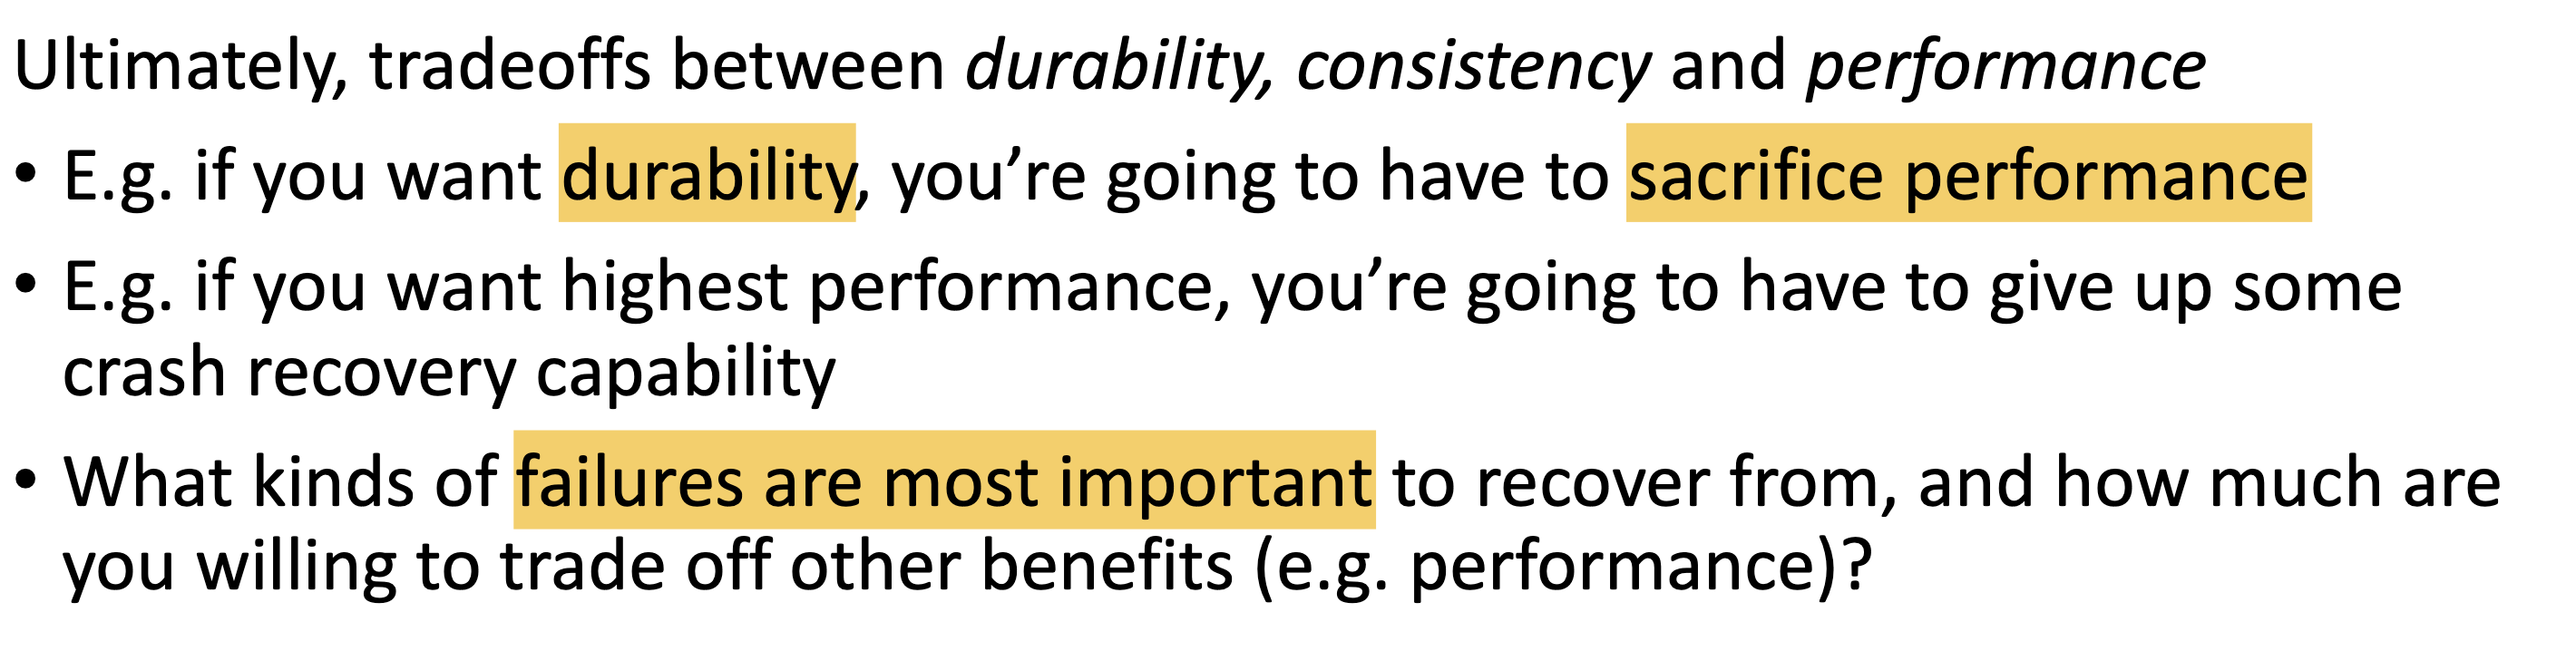 Ultimately, tradeoffs between durability, consistency and performance
• E.g. if you want durability, you’re going to have to sacrifice performance
• E.g. if you want highest performance, you’re going to have to give up some
crash recovery capability
• What kinds of failures are most important to recover from, and how much are
you willing to trade off other benefits (e.g. performance)?